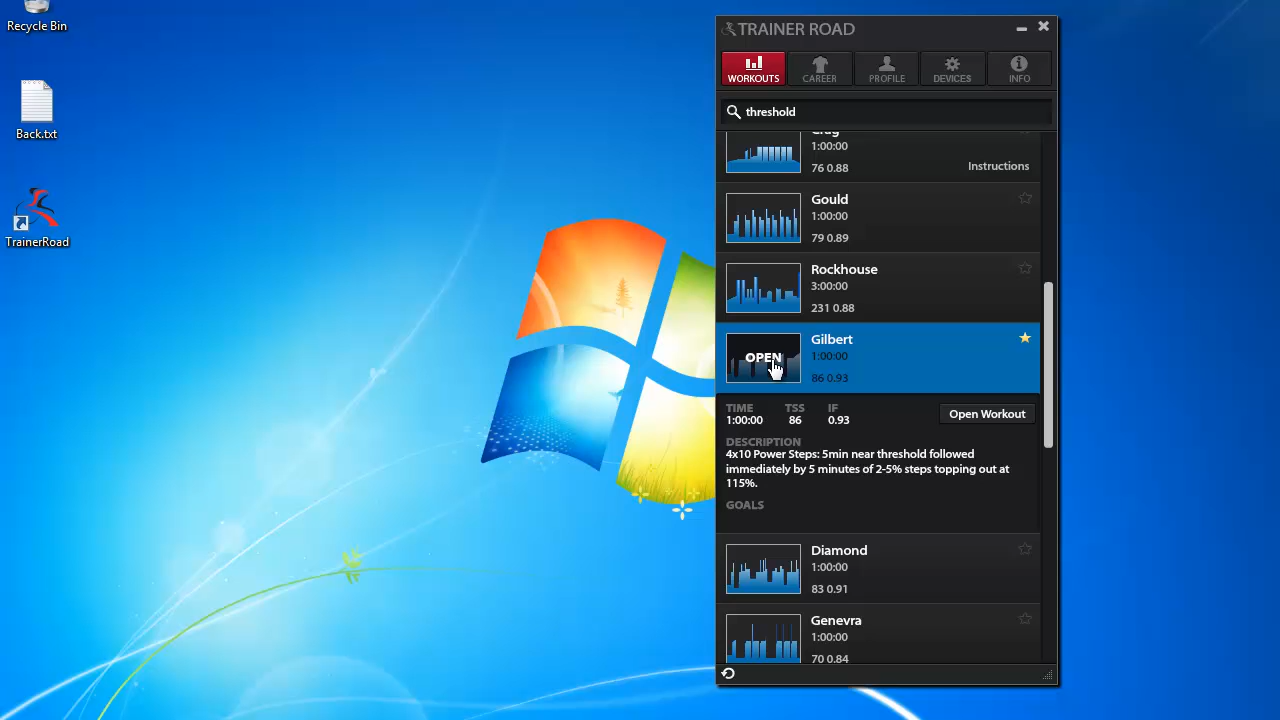 Recycle Bin
Back.txt
TrainerRoad
TRAINER ROAD
WORKOUTS
CAREER
PROFILE
DEVICES
INFO
threshold
Crag
1:00:00
76 0.88
Instructions
Gould
1:00:00
79 0.89
Rockhouse
3:00:00
231 0.88
OPEN
Gilbert
1:00:00
86 0.93
TIME TSS IF
1:00:00 86 0.93
Open Workout
DESCRIPTION
4x10 Power Steps: 5min near threshold followed
immediately by 5 minutes of 2-5% steps topping out at
115%.
GOALS
Diamond
1:00:00
83 0.91
Genevra
1:00:00
70 0.84